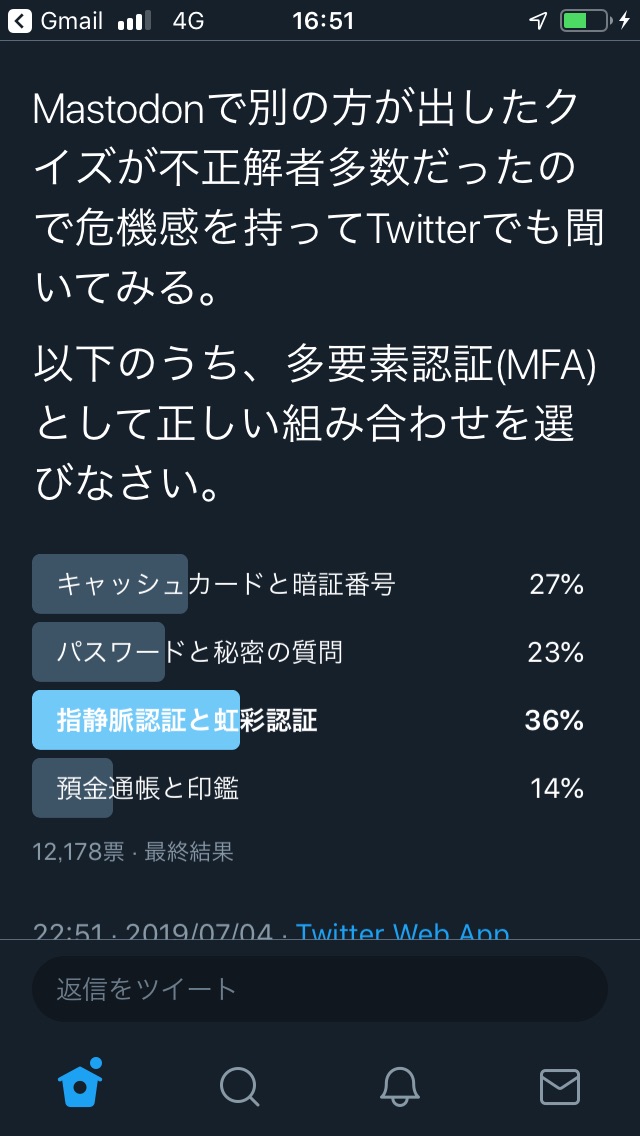 Gmail 4G 16:51
Mastodonで別の方が出したク
イズが不正解者多数だったの
で危機感を持ってTwitterでも聞
いてみる。
以下のうち、多要素認証(MFA)
として正しい組み合わせを選
びなさい。
キャッシュカードと暗証番号 27%
パスワードと秘密の質問 23%
指静脈認証と虹彩認証 36%
預金通帳と印鑑 14%
12,178票 · 最終結果
22:51 · 2019/07/04 · Twitter Web App
返信をツイート